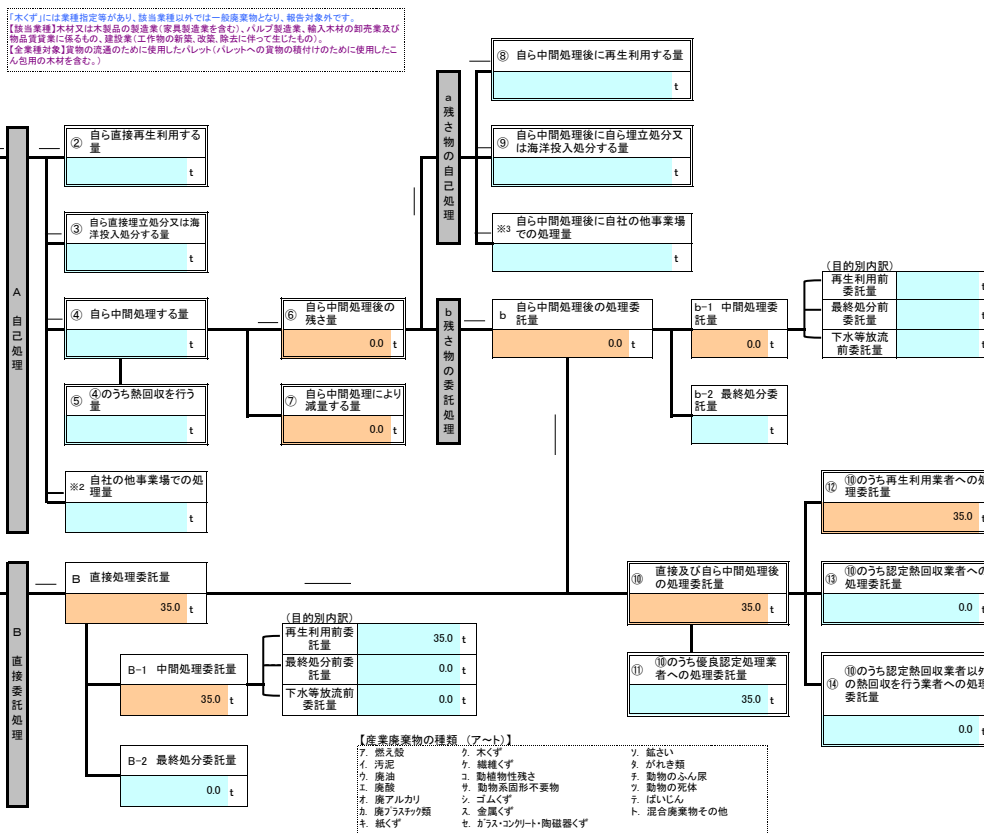 「木くず」には業種指定等があり、該当業種以外では一般廃棄物となり、報告対象外です。
【該当業種】木材又は木製品の製造業(家具製造業を含む)、パルプ製造業、輸入木材の卸売業及び
物品賃貸業に係るもの、建設業(工作物の新築、改築、除去に伴って生じたもの)。
【全業種対象】貨物の流通のために使用したパレット(パレットへの貨物の積付けのために使用したこ
ん包用の木材を含む。)
⑧ 自ら中間処理後に再生利用する量
t
a 残さ物の自己処理
② 自ら直接再生利用する
量
t
⑨ 自ら中間処理後に自ら埋立処分又
は海洋投入処分する量
t
③ 自ら直接埋立処分又は海
洋投入処分する量
t
※3 自ら中間処理後に自社の他事業場
での処理量
t
A 自己処理
④ 自ら中間処理する量
t
⑥ 自ら中間処理後の
残さ量
0.0 t
b 残さ物の委託処理
b 自ら中間処理後の処理委
託量
0.0 t
b-1 中間処理委
託量
0.0 t
(目的別内訳)
再生利用前
委託量
t
最終処分前
委託量
t
下水等放流
前委託量
t
⑤ ④のうち熱回収を行う
量
t
⑦ 自ら中間処理により
減量する量
0.0 t
b-2 最終処分委
託量
t
※2 自社の他事業場での処
理量
t
⑫ ⑩のうち再生利用業者への処
理委託量
35.0 t
B 直接委託処理
B 直接処理委託量
35.0 t
⑩ 直接及び自ら中間処理後
の処理委託量
35.0 t
⑬ ⑩のうち認定熱回収業者への
処理委託量
0.0 t
(目的別内訳)
再生利用前委
託量
35.0 t
最終処分前委
託量
0.0 t
下水等放流前
委託量
0.0 t
B-1 中間処理委託量
35.0 t
⑪ ⑩のうち優良認定処理業
者への処理委託量
35.0 t
⑭ ⑩のうち認定熱回収業者以外
の熱回収を行う業者への処理
委託量
0.0 t
B-2 最終処分委託量
0.0 t
【産業廃棄物の種類 (ア～ト)】
ア. 燃え殻 ク. 木くず ソ. 鉱さい
イ. 汚泥 ケ. 繊維くず タ. がれき類
ウ. 廃油 コ. 動植物性残さ チ. 動物のふん尿
エ. 廃酸 サ. 動物系固形不要物 ツ. 動物の死体
オ. 廃アルカリ シ. ゴムくず テ. ばいじん
カ. 廃プラスチック類 ス. 金属くず ト. 混合廃棄物その他
キ. 紙くず セ. ガラス・コンクリート・陶磁器くず